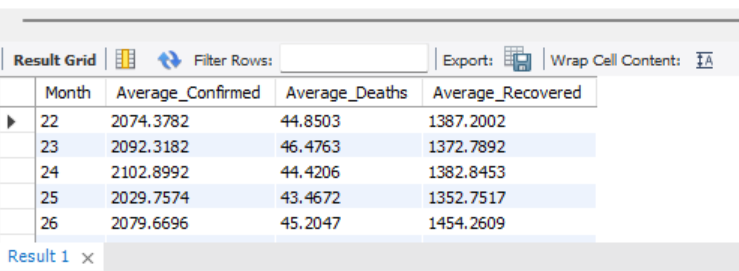 Result Grid Filter Rows: Export: Wrap Cell Content: IA
Month Average_Confirmed Average_Deaths Average_Recovered
22 2074.3782 44.8503 1387.2002
23 2092.3182 46.4763 1372.7892
24 2102.8992 44.4206 1382.8453
25 2029.7574 43.4672 1352.7517
26 2079.6696 45.2047 1454.2609
Result 1 ×